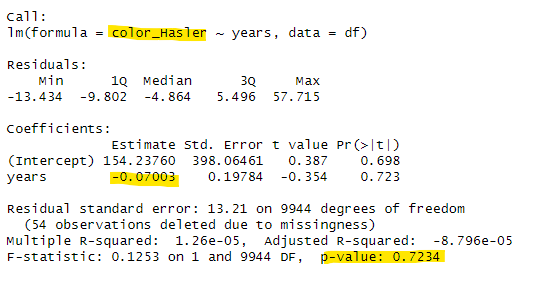 Call:
lm(formula = color_Hasler ~ years, data = df)
Residuals:
Min 1Q Median 3Q Max
-13.434 -9.802 -4.864 5.496 57.715
Coefficients:
Estimate Std. Error t value Pr(>|t|)
(Intercept) 154.23760 398.06461 0.387 0.698
years -0.07003 0.19784 -0.354 0.723
Residual standard error: 13.21 on 9944 degrees of freedom
(54 observations deleted due to missingness)
Multiple R-squared: 1.26e-05, Adjusted R-squared: -8.796e-05
F-statistic: 0.1253 on 1 and 9944 DF, p-value: 0.7234